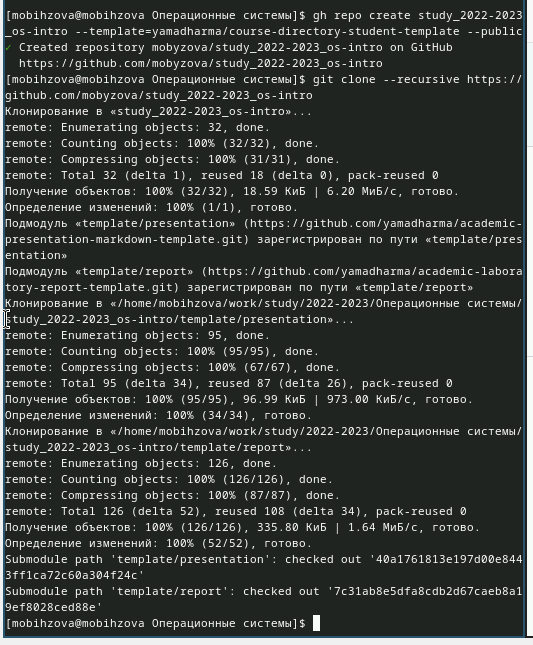 [mobihzova@mobihzova Операционные системы]$ gh repo create study_2022-2023
_os-intro --template=yamadharma/course-directory-student-template --public
✓ Created repository mobyzova/study_2022-2023_os-intro on GitHub
https://github.com/mobyzova/study_2022-2023_os-intro
[mobihzova@mobihzova Операционные системы]$ git clone --recursive https://
github.com/mobyzova/study_2022-2023_os-intro
Клонирование в «study_2022-2023_os-intro»...
remote: Enumerating objects: 32, done.
remote: Counting objects: 100% (32/32), done.
remote: Compressing objects: 100% (31/31), done.
remote: Total 32 (delta 1), reused 18 (delta 0), pack-reused 0
Получение объектов: 100% (32/32), 18.59 КиБ | 6.20 МиБ/с, готово.
Определение изменений: 100% (1/1), готово.
Подмодуль «template/presentation» (https://github.com/yamadharma/academic-
presentation-markdown-template.git) зарегистрирован по пути «template/pres
entation»
Подмодуль «template/report» (https://github.com/yamadharma/academic-labora
tory-report-template.git) зарегистрирован по пути «template/report»
Клонирование в «/home/mobihzova/work/study/2022-2023/Операционные системы/
study_2022-2023_os-intro/template/presentation»...
remote: Enumerating objects: 95, done.
remote: Counting objects: 100% (95/95), done.
remote: Compressing objects: 100% (67/67), done.
remote: Total 95 (delta 34), reused 87 (delta 26), pack-reused 0
Получение объектов: 100% (95/95), 96.99 КиБ | 973.00 КиБ/с, готово.
Определение изменений: 100% (34/34), готово.
Клонирование в «/home/mobihzova/work/study/2022-2023/Операционные системы/
study_2022-2023_os-intro/template/report»...
remote: Enumerating objects: 126, done.
remote: Counting objects: 100% (126/126), done.
remote: Compressing objects: 100% (87/87), done.
remote: Total 126 (delta 52), reused 108 (delta 34), pack-reused 0
Получение объектов: 100% (126/126), 335.80 КиБ | 1.64 МиБ/с, готово.
Определение изменений: 100% (52/52), готово.
Submodule path 'template/presentation': checked out '40a1761813e197d00e844
3ff1ca72c60a304f24c'
Submodule path 'template/report': checked out '7c31ab8e5dfa8cdb2d67caeb8a1
9ef8028ced88e'
[mobihzova@mobihzova Операционные системы]$